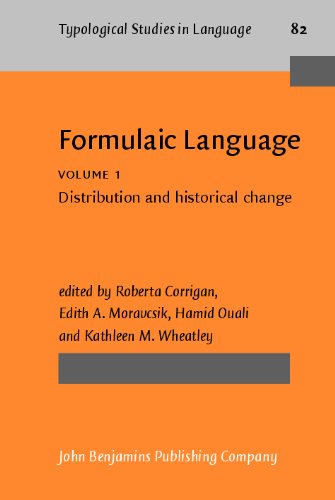 Typological Studies in Language 82
Formulaic Language
VOLUME 1
Distribution and historical change
edited by Roberta Corrigan,
Edith A. Moravcsik, Hamid Ouali
and Kathleen M. Wheatley
John Benjamins Publishing Company